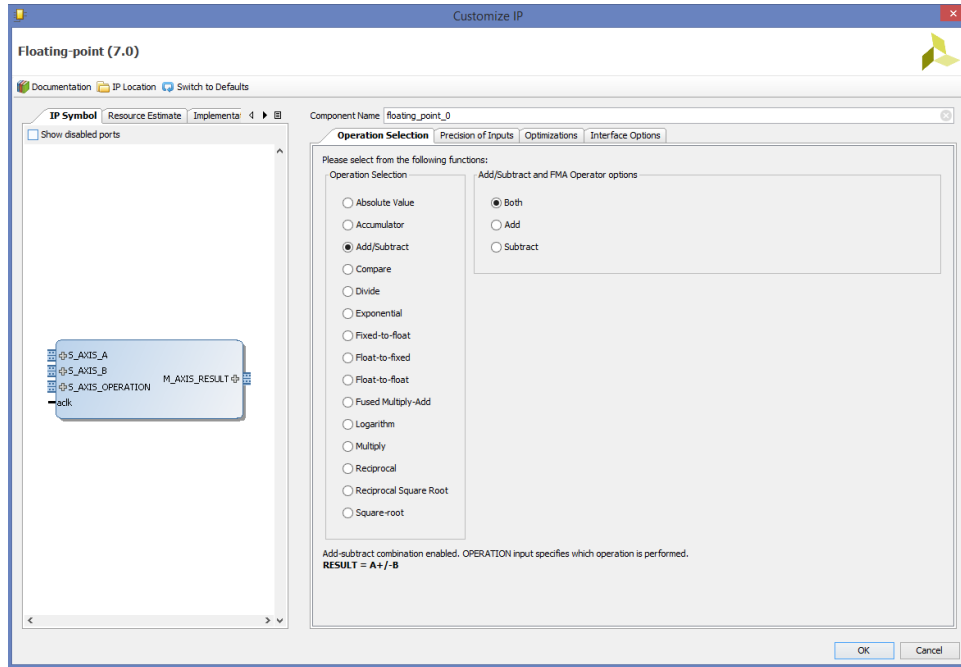 Customize IP
Floating-point (7.0)
Documentation IP Location Switch to Defaults
IP Symbol Resource Estimate Implementa
Show disabled ports
S_AXIS_A
S_AXIS_B
S_AXIS_OPERATION
aclk
M_AXIS_RESULT
Component Name floating_point_0
Operation Selection Precision of Inputs Optimizations Interface Options
Please select from the following functions:
Operation Selection
Absolute Value
Accumulator
Add/Subtract
Compare
Divide
Exponential
Fixed-to-float
Float-to-fixed
Float-to-float
Fused Multiply-Add
Logarithm
Multiply
Reciprocal
Reciprocal Square Root
Square-root
Add/Subtract and FMA Operator options
Both
Add
Subtract
Add-subtract combination enabled. OPERATION input specifies which operation is performed.
RESULT = A+/-B
OK Cancel